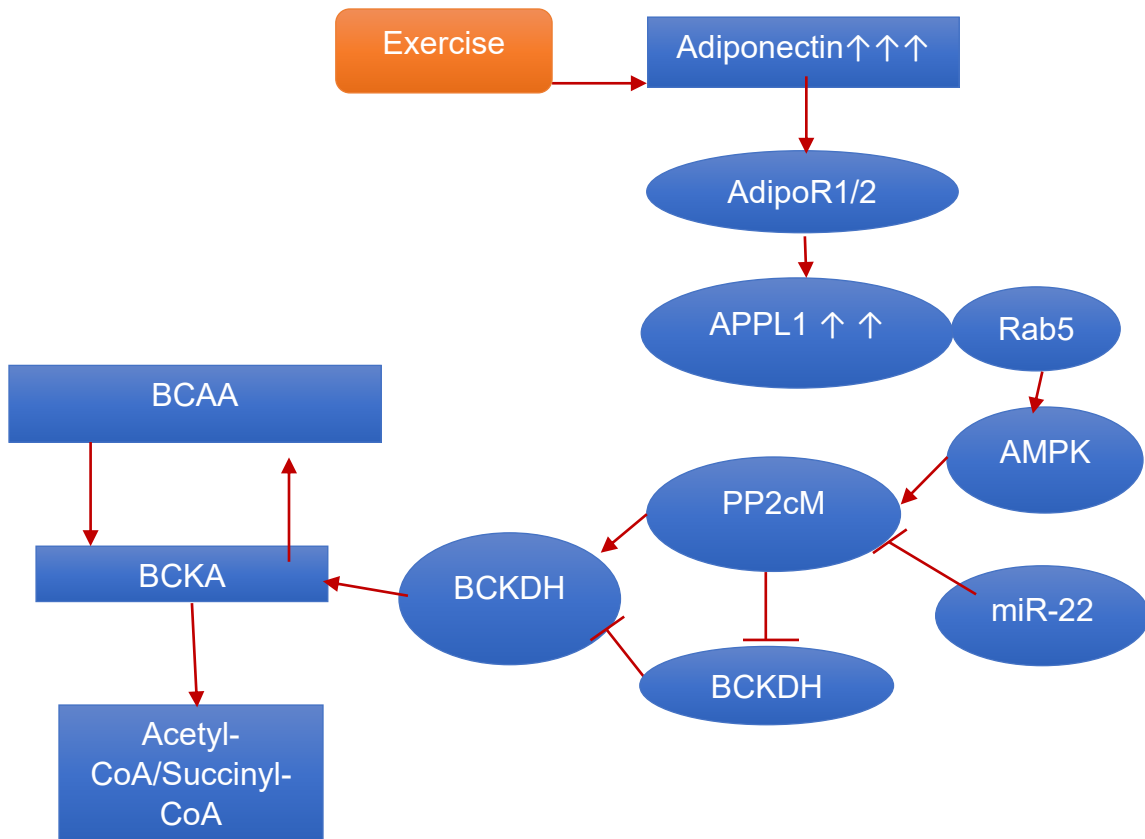 Exercise
Adiponectin↑↑↑
AdipoR1/2
APPL1 ↑ ↑
Rab5
BCAA
AMPK
PP2cM
BCKDH
BCKA
miR-22
BCKDH
Acetyl-
CoA/Succinyl-
CoA